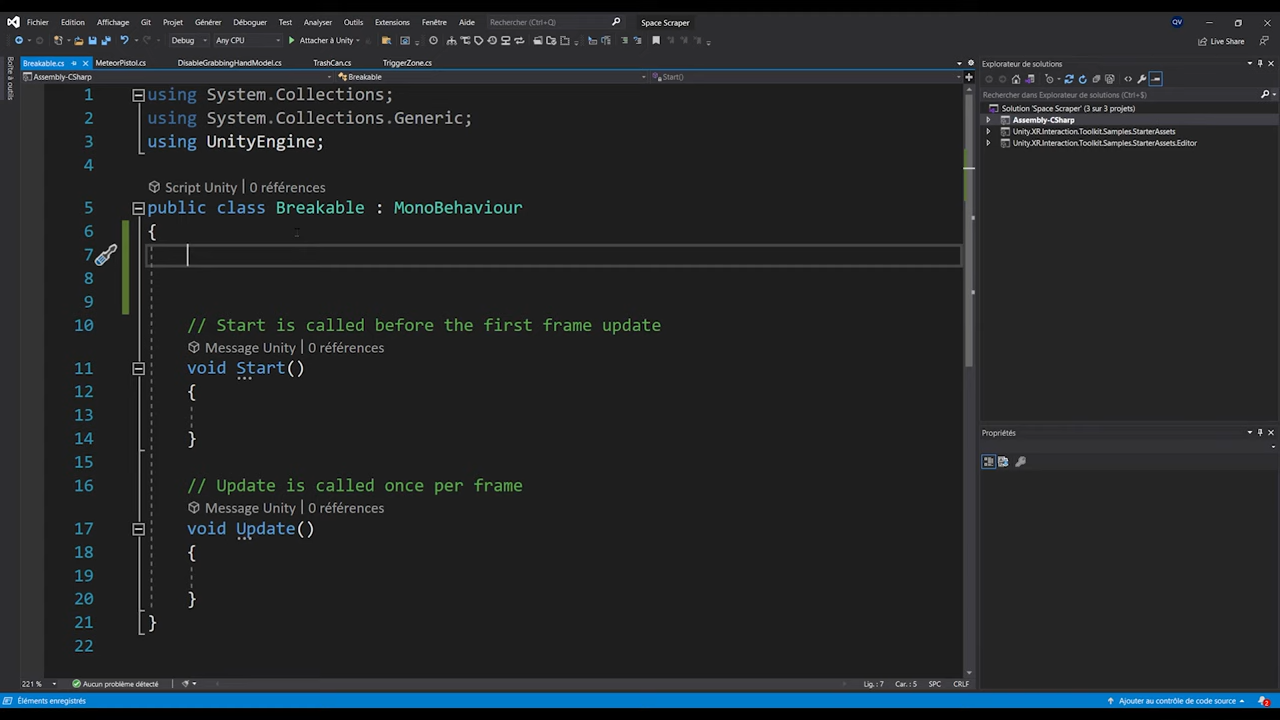 Fichier Edition Affichage Git Projet Générer Déboguer Test Analyser Outils Extensions Fenêtre Aide Rechercher (Ctrl+Q) Space Scraper QV
Debug Any CPU Attacher à Unity Live Share
Boîte à outils
Breakable.cs MeteorPistol.cs DisableGrabbingHandModel.cs TrashCan.cs TriggerZone.cs
Assembly-CSharp Breakable Start()
1 using System.Collections;
2 using System.Collections.Generic;
3 using UnityEngine;
4
Script Unity | 0 références
5 public class Breakable : MonoBehaviour
6 {
7
8
9
10 // Start is called before the first frame update
Message Unity | 0 références
11 void Start()
12 {
13
14 }
15
16 // Update is called once per frame
Message Unity | 0 références
17 void Update()
18 {
19
20 }
21 }
22
221 % Aucun problème détecté Lig. : 7 Car. : 5 SPC CRLF
Explorateur de solutions
Rechercher dans Explorateur de solutions (Ctrl+$)
Solution 'Space Scraper' (3 sur 3 projets)
Assembly-CSharp
Unity.XR.Interaction.Toolkit.Samples.StarterAssets
Unity.XR.Interaction.Toolkit.Samples.StarterAssets.Editor
Propriétés
Éléments enregistrés Ajouter au contrôle de code source 2